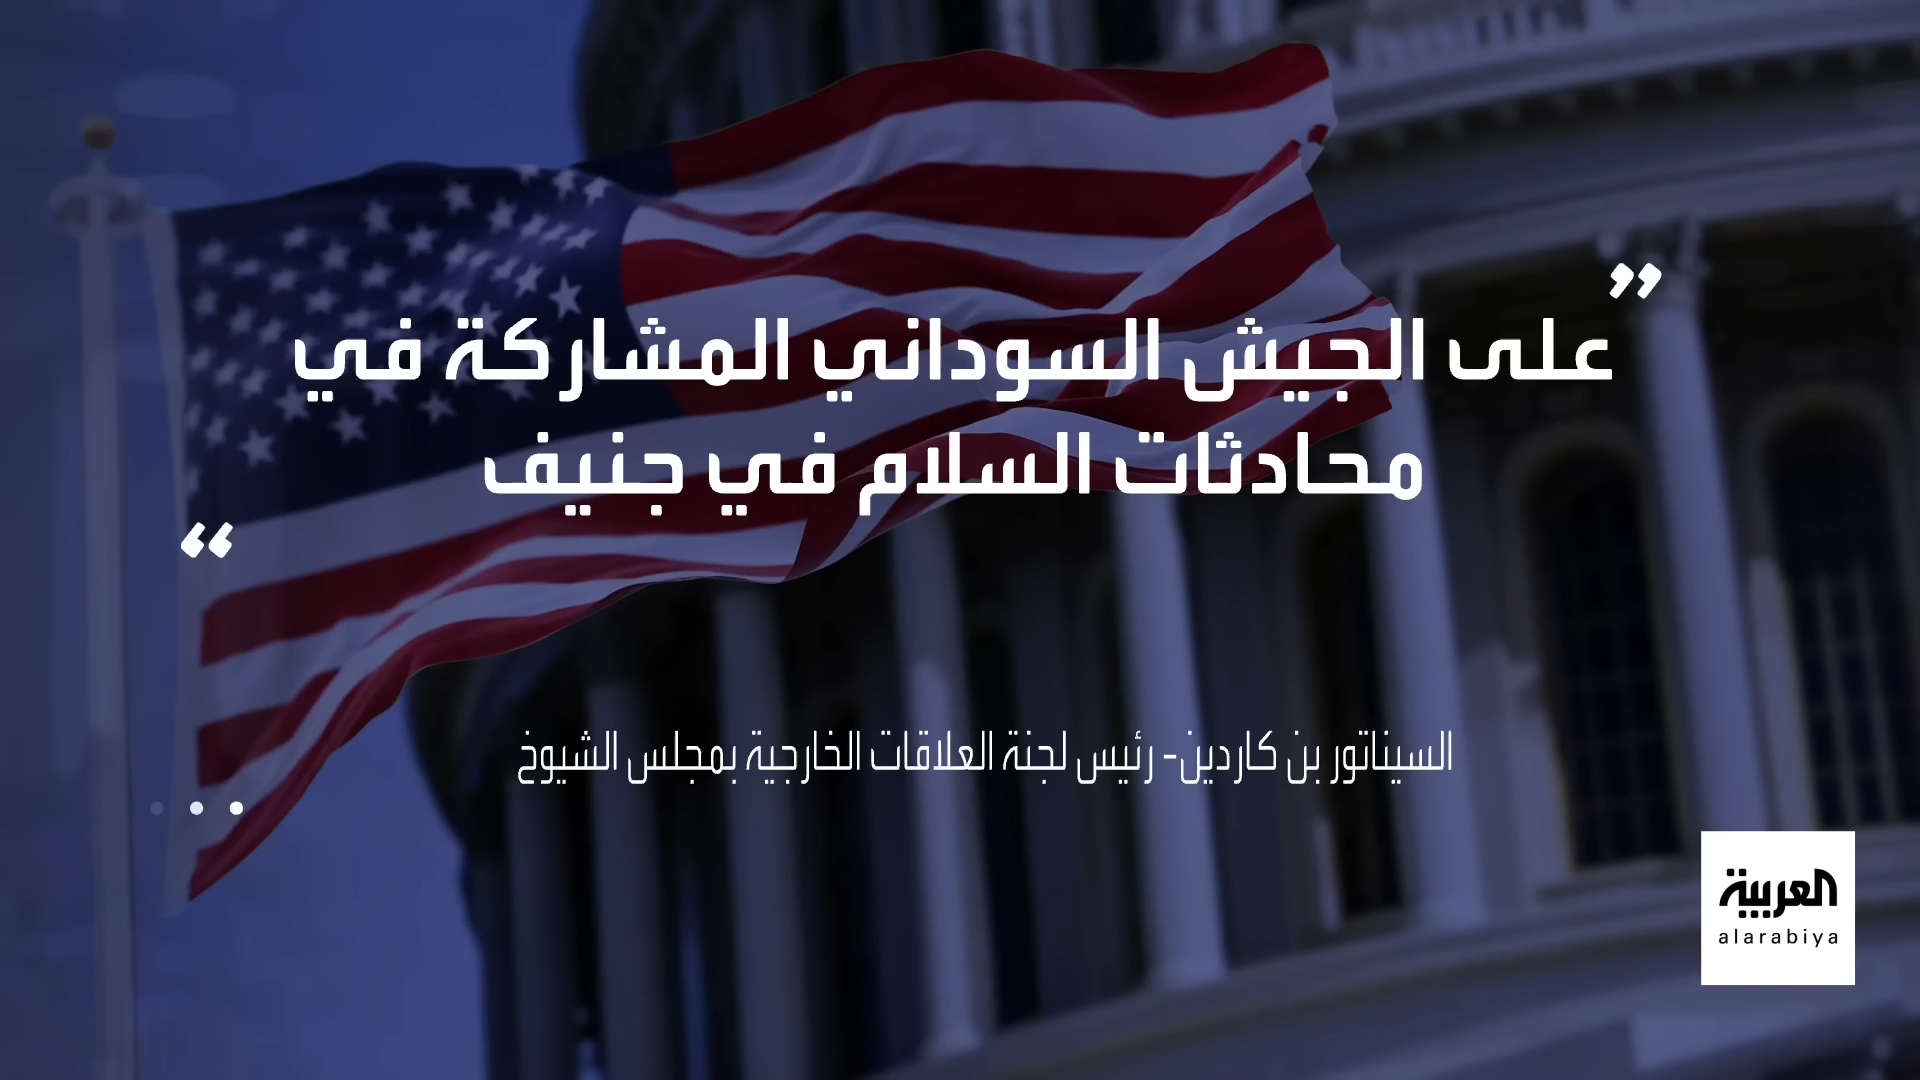 ”على الجيش السوداني المشاركة في
محادثات السلام في جنيف“
السيناتور بن كاردين- رئيس لجنة العلاقات الخارجية بمجلس الشيوخ
العربية
alarabiya